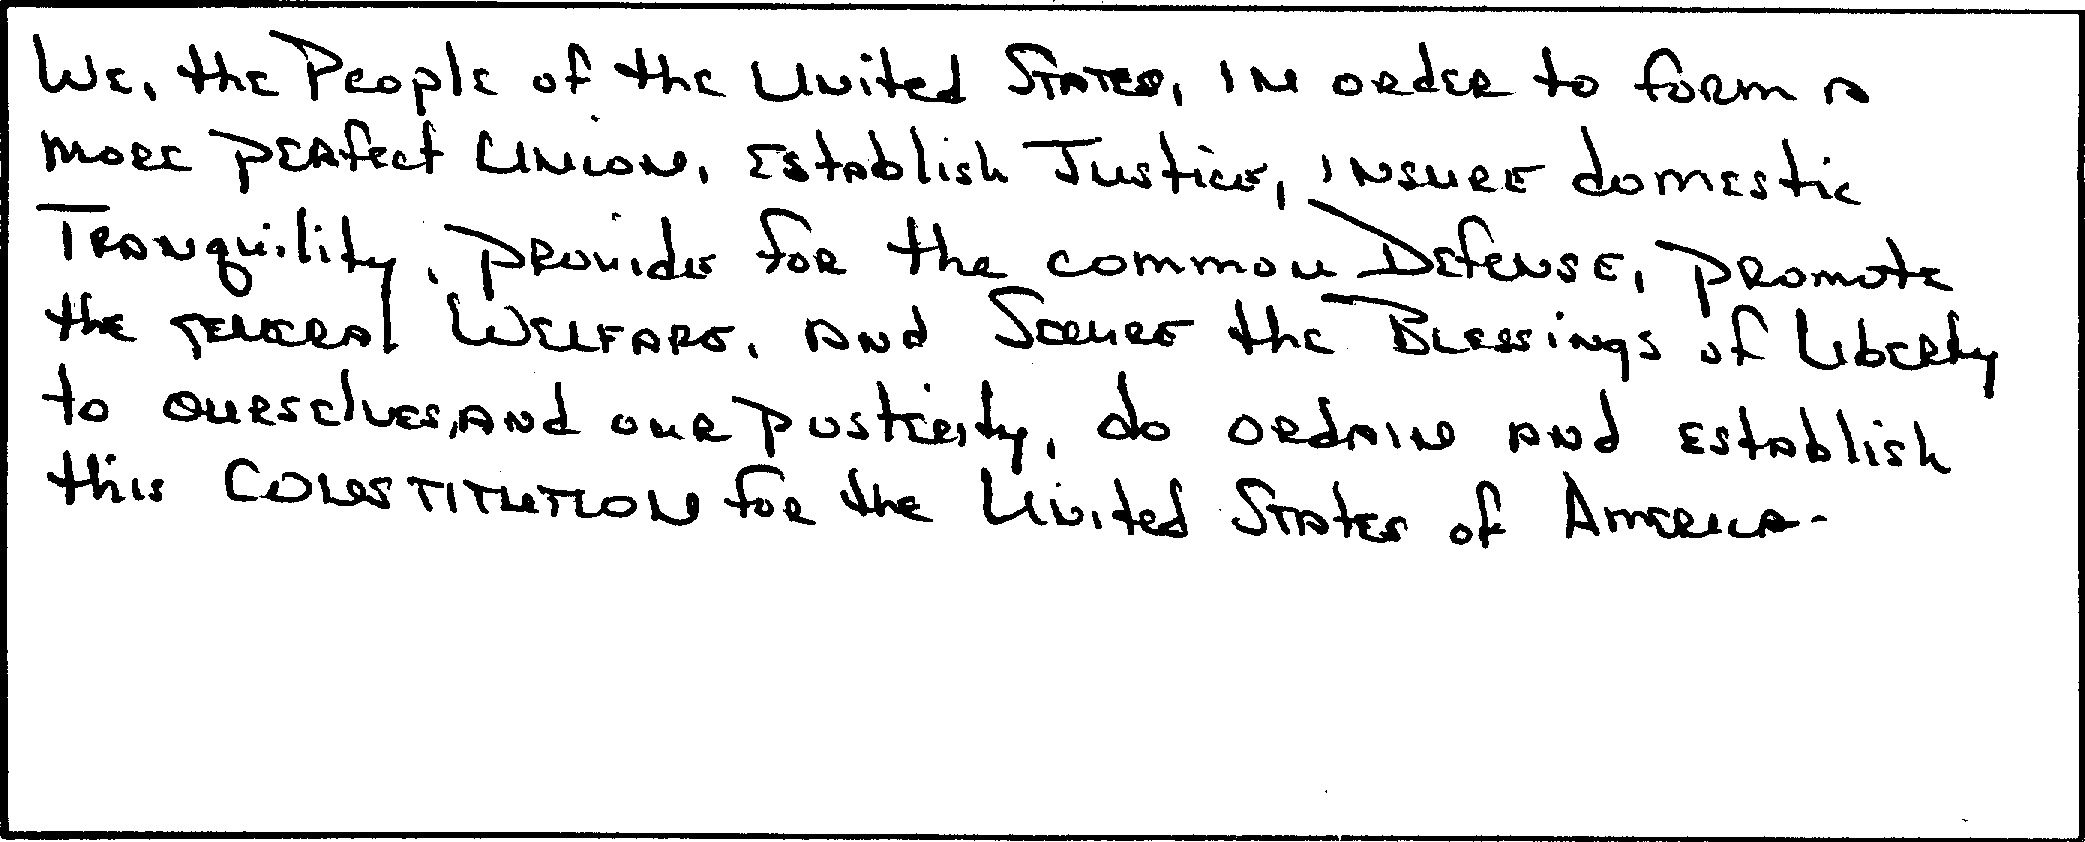 We, the People of the United States, in order to form a
more perfect Union, establish Justice, insure domestic
Tranquility, provide for the common Defense, promote
the general Welfare, and Secure the Blessings of Liberty
to ourselves, and our posterity, do ordain and establish
this CONSTITUTION for the United States of America.